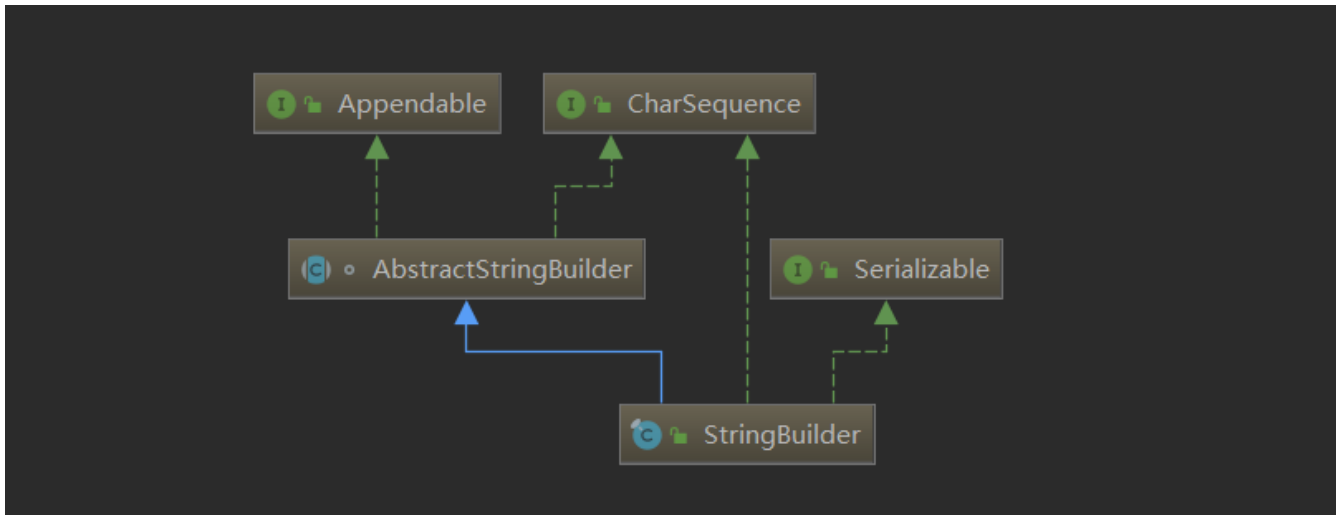 Appendable
CharSequence
AbstractStringBuilder
Serializable
StringBuilder